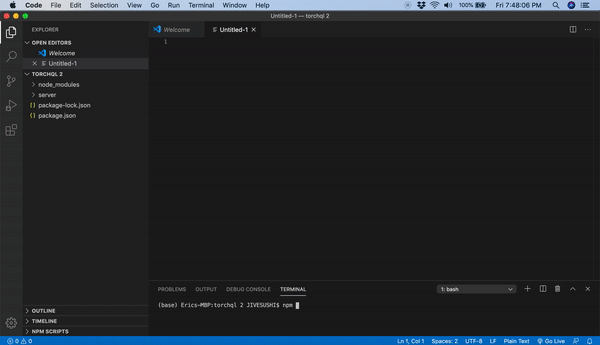 Code File Edit Selection View Go Run Terminal Window Help 100% Fri 7:48:06 PM
Untitled-1 — torchql 2
EXPLORER
OPEN EDITORS
Welcome
Untitled-1
TORCHQL 2
node_modules
server
{} package-lock.json
{} package.json
OUTLINE
TIMELINE
NPM SCRIPTS
Welcome Untitled-1
1
PROBLEMS OUTPUT DEBUG CONSOLE TERMINAL 1: bash
(base) Erics-MBP:torchql 2 JIVESUSHI$ npm
0 0 Ln 1, Col 1 Spaces: 2 UTF-8 LF Plain Text Go Live